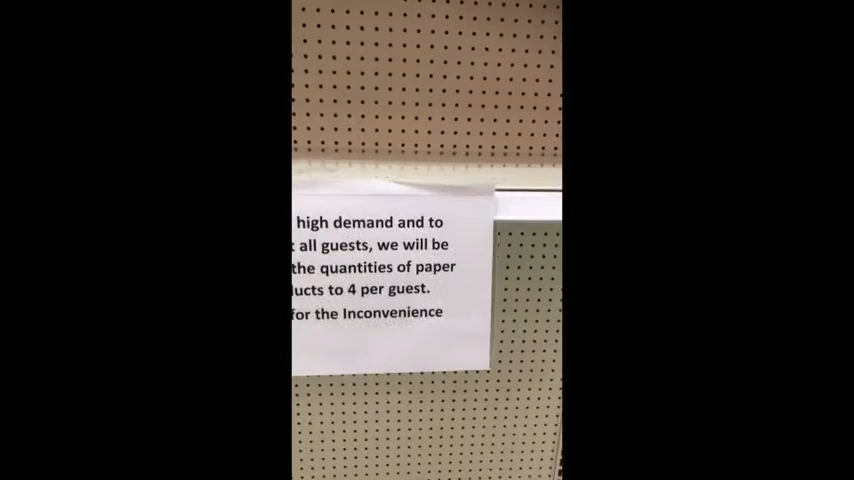 high demand and to
all guests, we will be
the quantities of paper
to 4 per guest.
for the Inconvenience